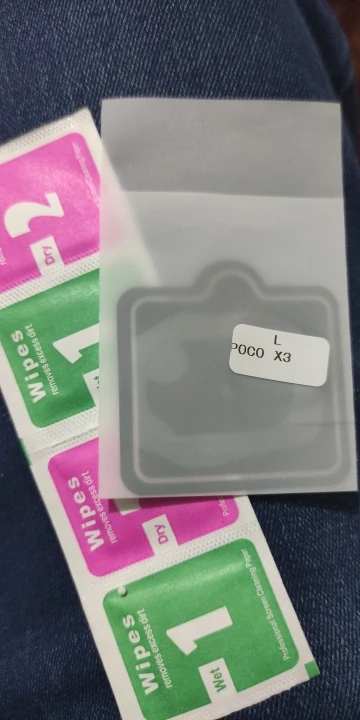 L
POCO X3
2
Dry
Wipes
removes excess dirt
1
Wipes
removes excess dirt
Dry
Wipes
removes excess dirt
1
Wet
Professional Screen Cleaning Paper